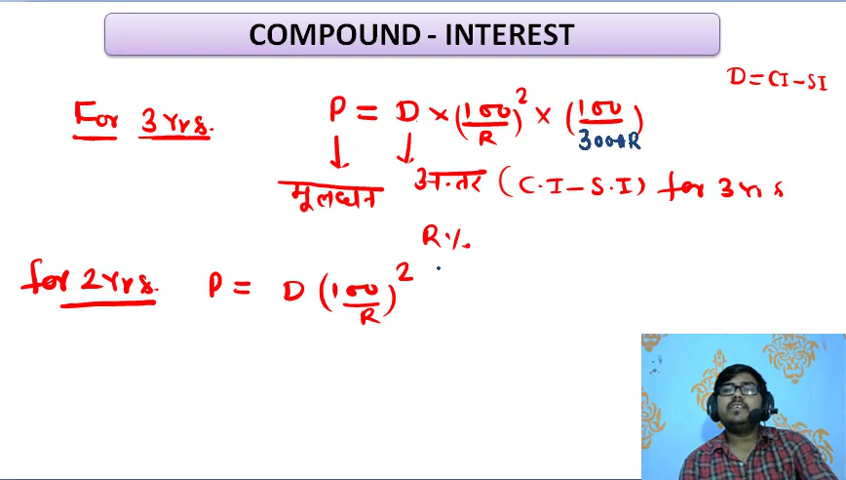 COMPOUND - INTEREST
D = CI - SI
For 3 Yrs. P = D × (100/R)² × (100/300+R)
मूलधन अन्तर (C.I - S.I) for 3 yrs
R%
for 2 Yrs. P = D (100/R)²